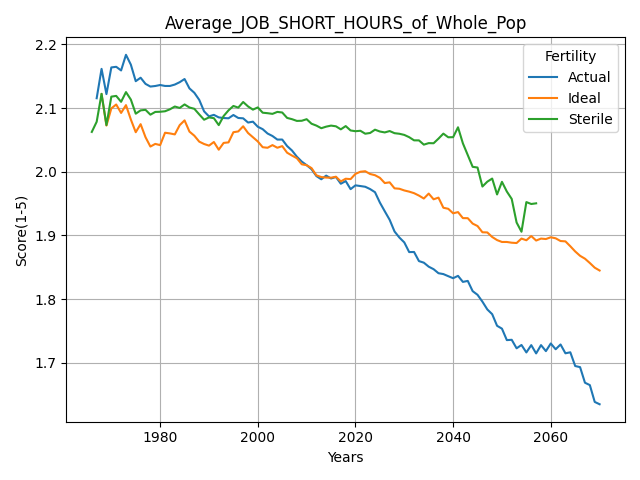 Average_JOB_SHORT_HOURS_of_Whole_Pop
Score(1-5)
2.2
2.1
2.0
1.9
1.8
1.7
Fertility
Actual
Ideal
Sterile
1980 2000 2020 2040 2060
Years